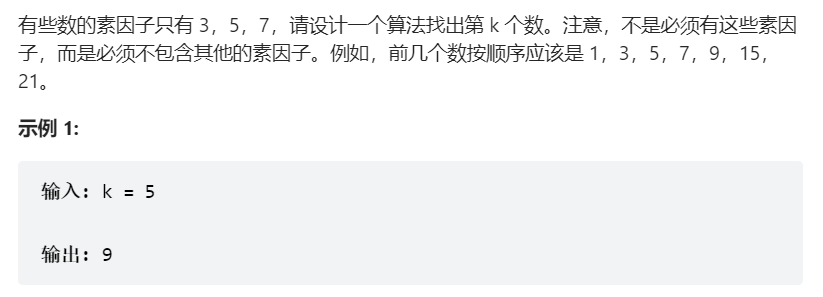 有些数的素因子只有 3，5，7，请设计一个算法找出第 k 个数。注意，不是必须有这些素因
子，而是必须不包含其他的素因子。例如，前几个数按顺序应该是 1，3，5，7，9，15，
21。
示例 1:
输入: k = 5
输出: 9